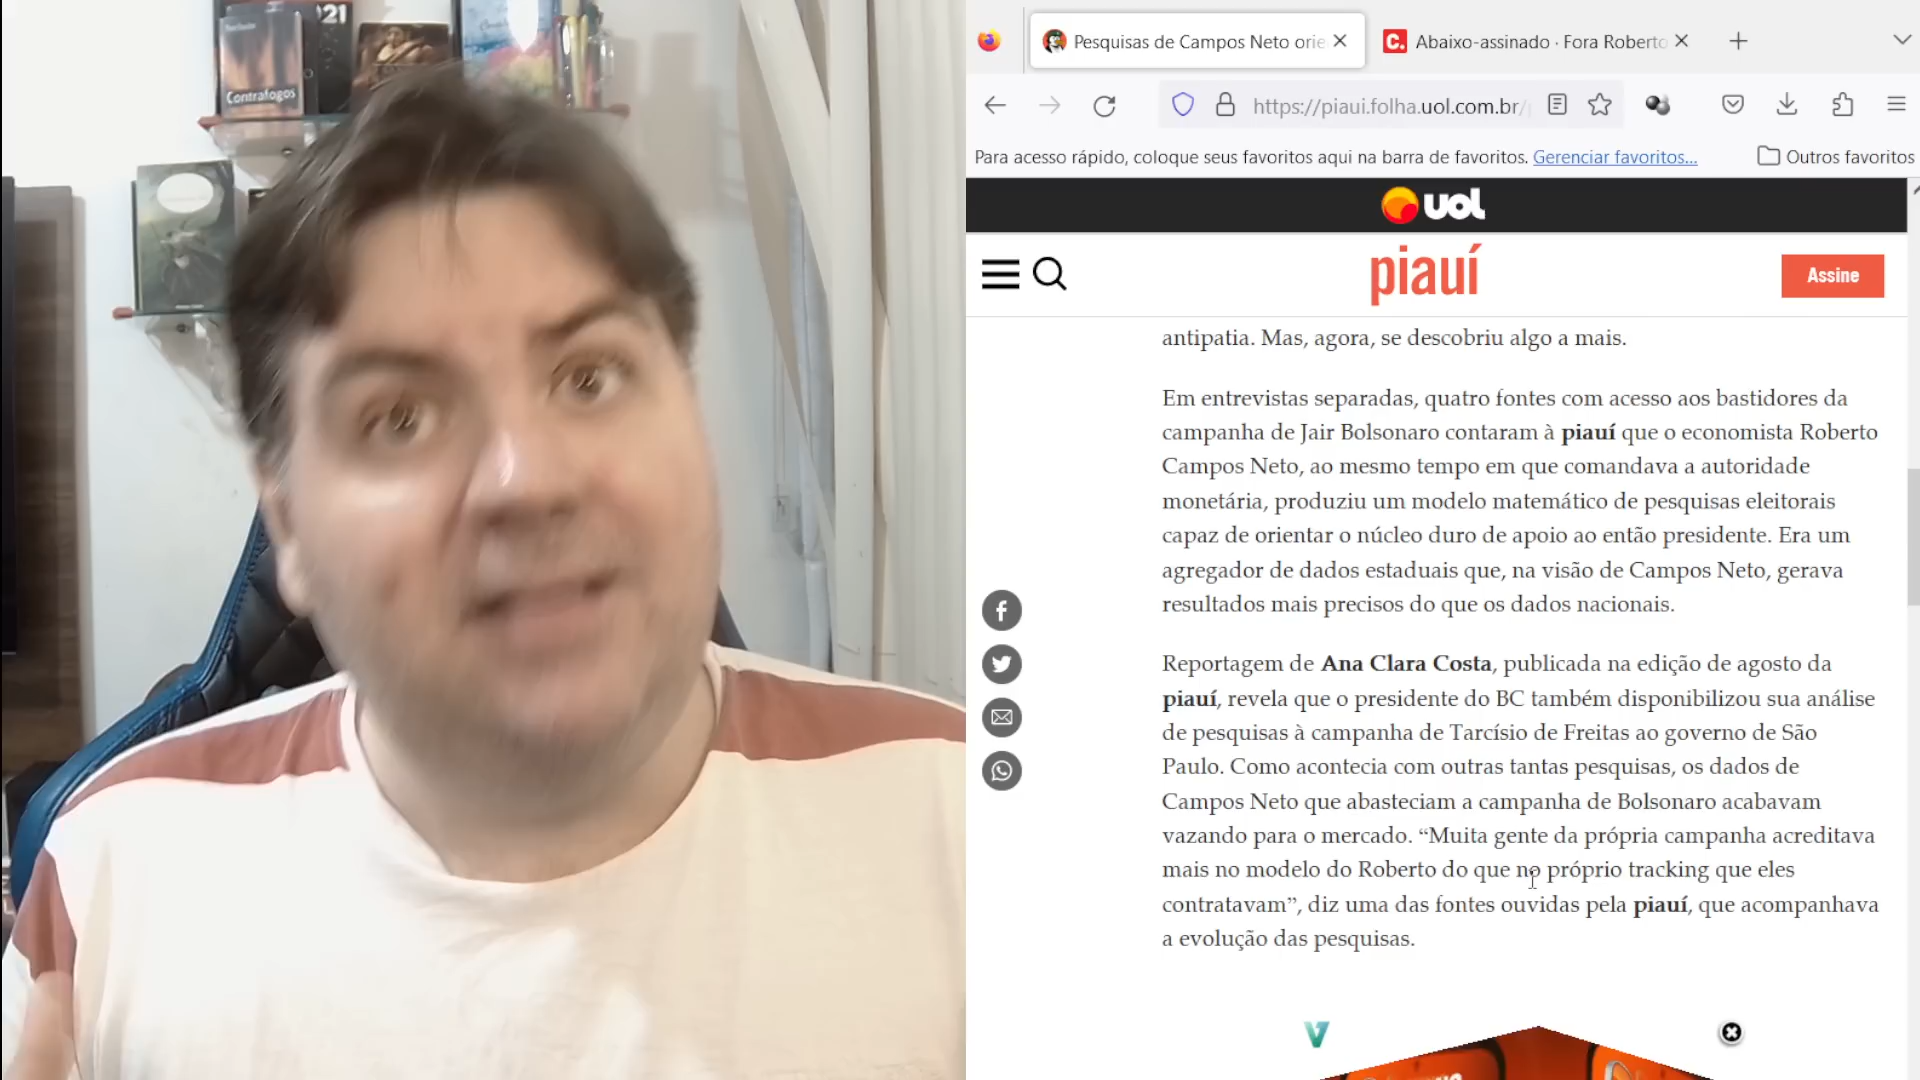 21
Contrafogos
Pesquisas de Campos Neto orie
Abaixo-assinado · Fora Roberto
https://piaui.folha.uol.com.br/
Para acesso rápido, coloque seus favoritos aqui na barra de favoritos. Gerenciar favoritos...
Outros favoritos
uol
piauí
Assine
antipatia. Mas, agora, se descobriu algo a mais.
Em entrevistas separadas, quatro fontes com acesso aos bastidores da
campanha de Jair Bolsonaro contaram à piauí que o economista Roberto
Campos Neto, ao mesmo tempo em que comandava a autoridade
monetária, produziu um modelo matemático de pesquisas eleitorais
capaz de orientar o núcleo duro de apoio ao então presidente. Era um
agregador de dados estaduais que, na visão de Campos Neto, gerava
resultados mais precisos do que os dados nacionais.
Reportagem de Ana Clara Costa, publicada na edição de agosto da
piauí, revela que o presidente do BC também disponibilizou sua análise
de pesquisas à campanha de Tarcísio de Freitas ao governo de São
Paulo. Como acontecia com outras tantas pesquisas, os dados de
Campos Neto que abasteciam a campanha de Bolsonaro acabavam
vazando para o mercado. “Muita gente da própria campanha acreditava
mais no modelo do Roberto do que no próprio tracking que eles
contratavam”, diz uma das fontes ouvidas pela piauí, que acompanhava
a evolução das pesquisas.